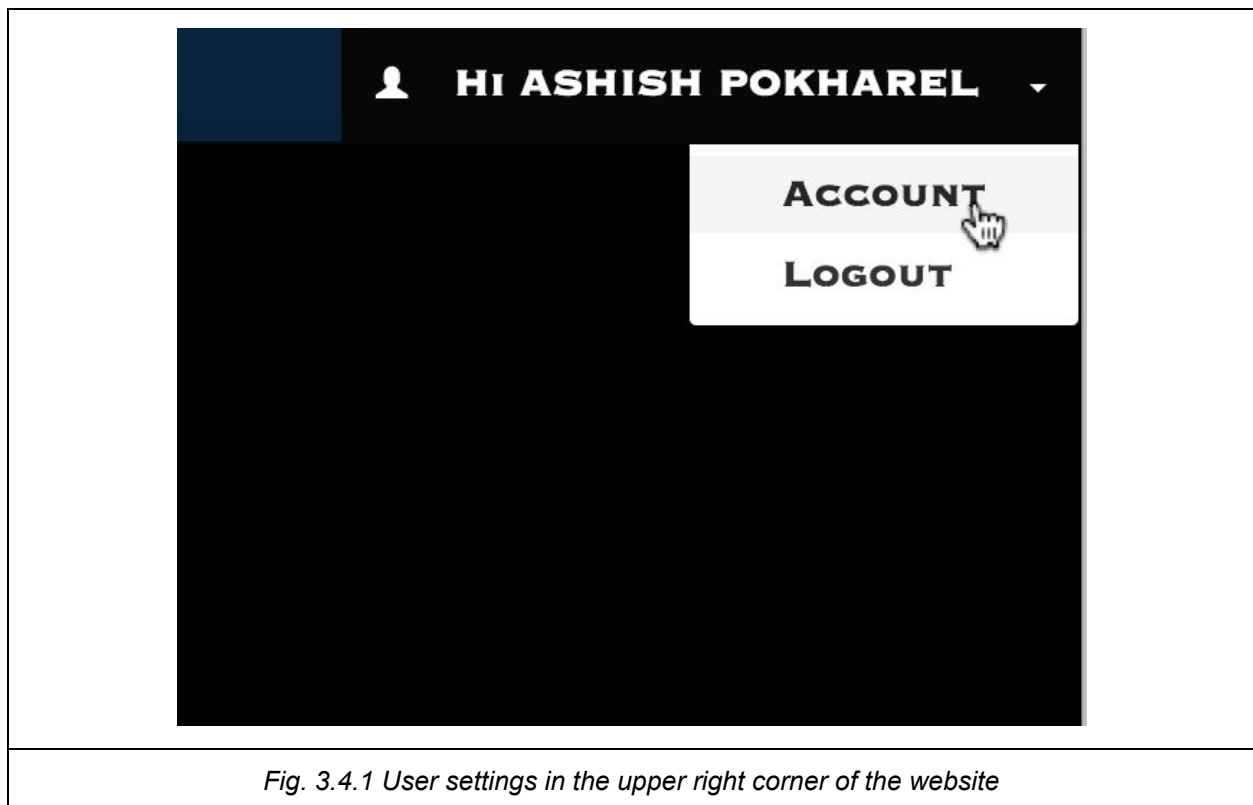 Hi ASHISH POKHAREL
Account
Logout
Fig. 3.4.1 User settings in the upper right corner of the website